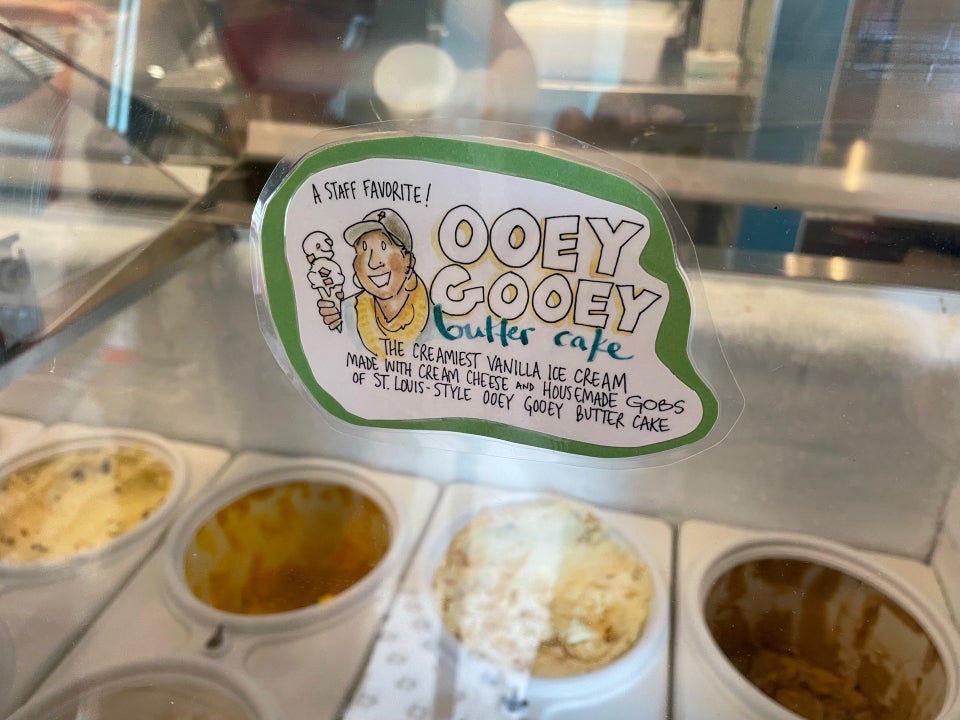 A STAFF FAVORITE!
OOEY
GOOEY
butter cake
THE CREAMIEST VANILLA ICE CREAM
MADE WITH CREAM CHEESE AND HOUSEMADE GOBS
OF ST. LOUIS-STYLE OOEY GOOEY BUTTER CAKE